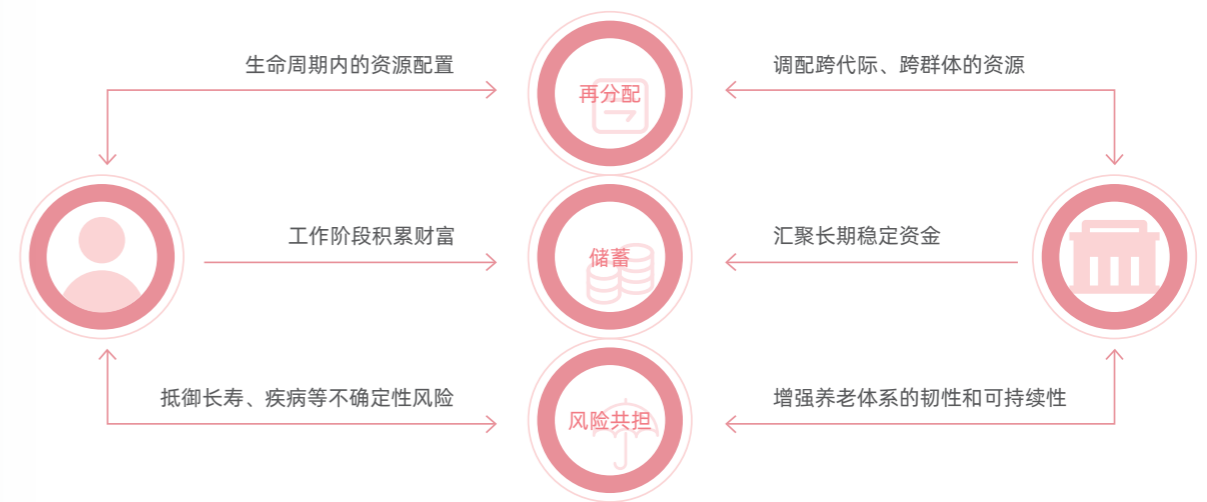 生命周期内的资源配置
再分配
调配跨代际、跨群体的资源
工作阶段积累财富
储蓄
汇聚长期稳定资金
抵御长寿、疾病等不确定性风险
风险共担
增强养老体系的韧性和可持续性